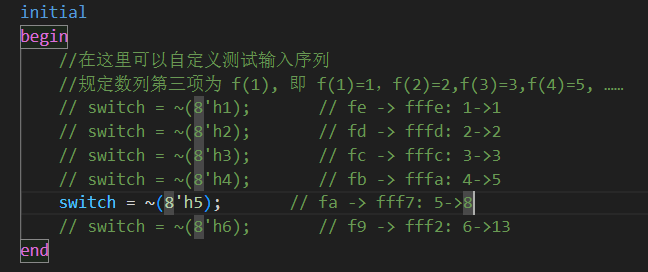 initial
begin
//在这里可以自定义测试输入序列
//规定数列第三项为 f(1), 即 f(1)=1, f(2)=2,f(3)=3,f(4)=5, ……
// switch = ~(8'h1); // fe -> fffe: 1->1
// switch = ~(8'h2); // fd -> fffd: 2->2
// switch = ~(8'h3); // fc -> fffc: 3->3
// switch = ~(8'h4); // fb -> fffa: 4->5
switch = ~(8'h5); // fa -> fff7: 5->8
// switch = ~(8'h6); // f9 -> fff2: 6->13
end